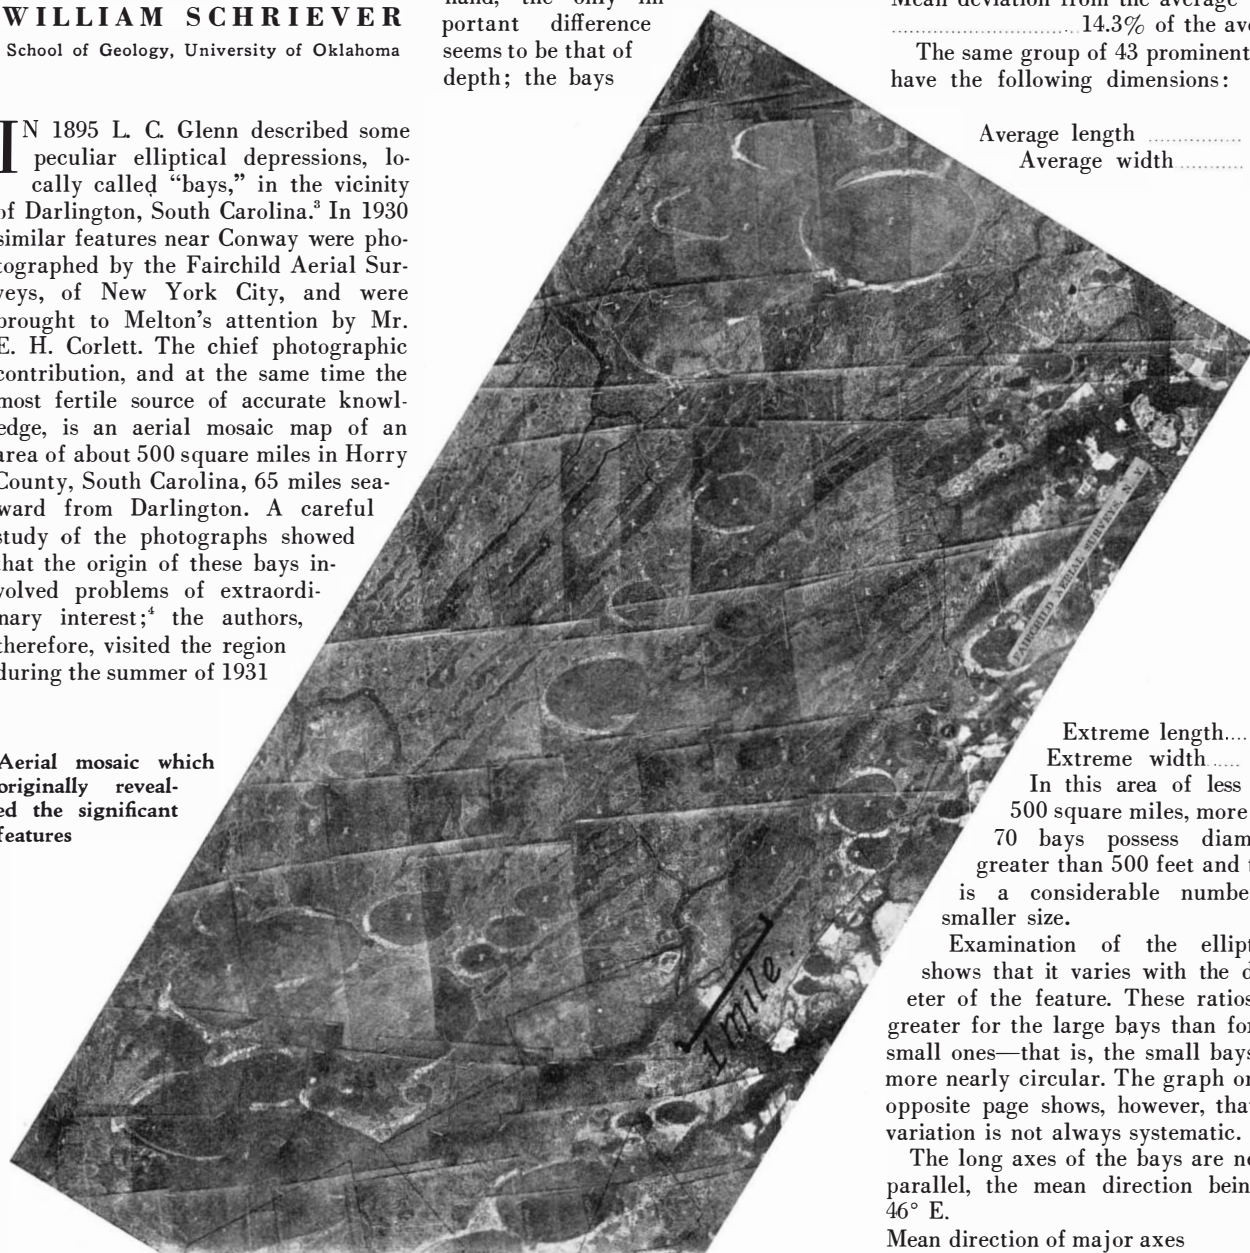 WILLIAM SCHRIEVER
School of Geology, University of Oklahoma
IN 1895 L. C. Glenn described some
peculiar elliptical depressions, lo-
cally called “bays,” in the vicinity
of Darlington, South Carolina.³ In 1930
similar features near Conway were pho-
tographed by the Fairchild Aerial Sur-
veys, of New York City, and were
brought to Melton’s attention by Mr.
E. H. Corlett. The chief photographic
contribution, and at the same time the
most fertile source of accurate knowl-
edge, is an aerial mosaic map of an
area of about 500 square miles in Horry
County, South Carolina, 65 miles sea-
ward from Darlington. A careful
study of the photographs showed
that the origin of these bays in-
volved problems of extraordi-
nary interest;⁴ the authors,
therefore, visited the region
during the summer of 1931
Aerial mosaic which
originally reveal-
ed the significant
features
portant difference
seems to be that of
depth; the bays
FAIRCHILD AERIAL SURVEYS, N.Y.
1 mile.
Mean deviation from the average
14.3% of the
The same group of 43 prominent
have the following dimensions:
Average length
Average width
Extreme length....
Extreme width.....
In this area of less
500 square miles, more
70 bays possess
greater than 500 feet and
is a considerable
smaller size.
Examination of the
shows that it varies with the
eter of the feature. These ratios
greater for the large bays than
small ones—that is, the small bays
more nearly circular. The graph
opposite page shows, however,
variation is not always systematic.
The long axes of the bays are
parallel, the mean direction
46° E.
Mean direction of major axes